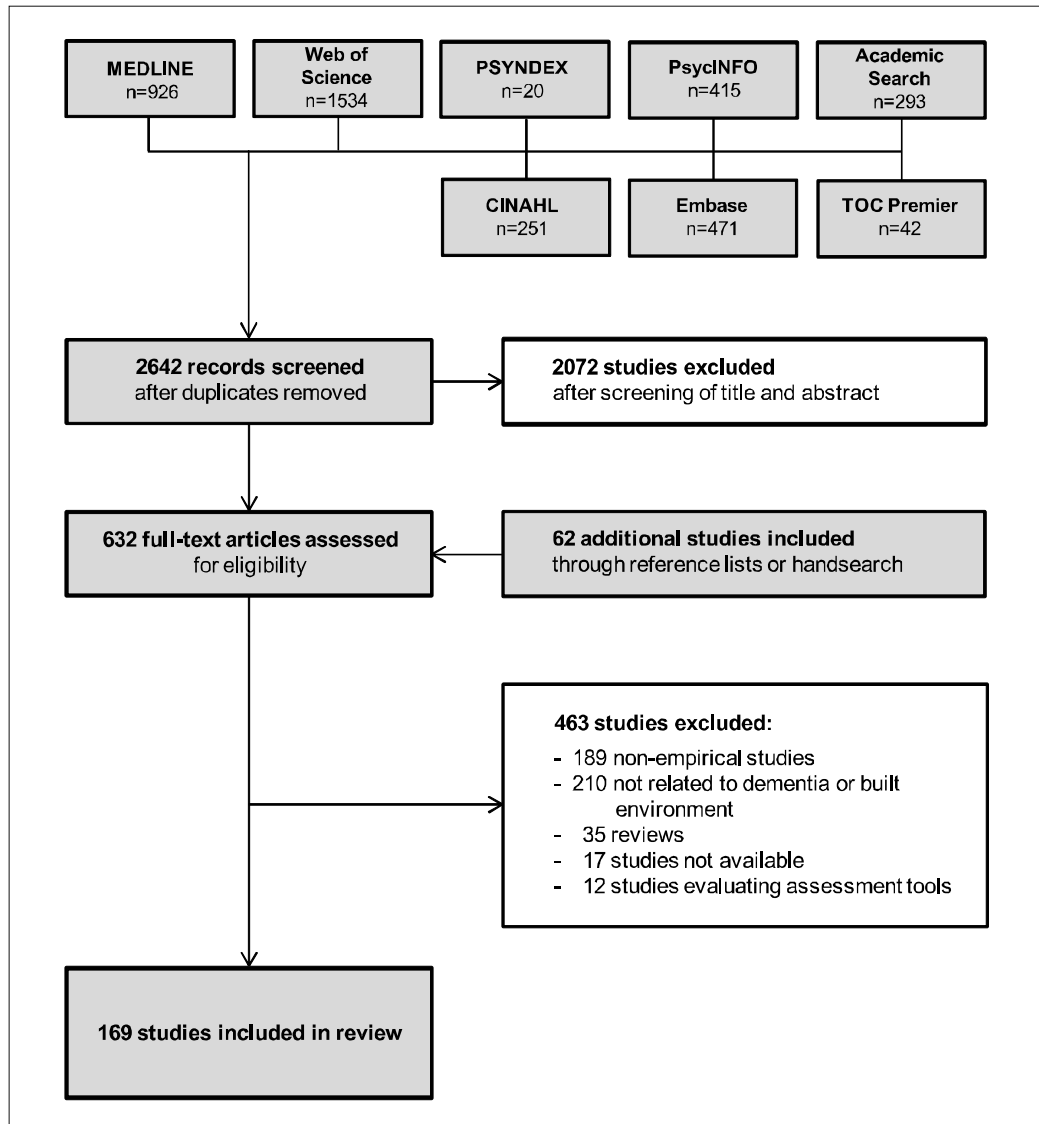 MEDLINE
n=926
Web of
Science
n=1534
PSYNDEX
n=20
PsycINFO
n=415
Academic
Search
n=293
CINAHL
n=251
Embase
n=471
TOC Premier
n=42
2642 records screened
after duplicates removed
2072 studies excluded
after screening of title and abstract
632 full-text articles assessed
for eligibility
62 additional studies included
through reference lists or handsearch
463 studies excluded:
- 189 non-empirical studies
- 210 not related to dementia or built
environment
- 35 reviews
- 17 studies not available
- 12 studies evaluating assessment tools
169 studies included in review